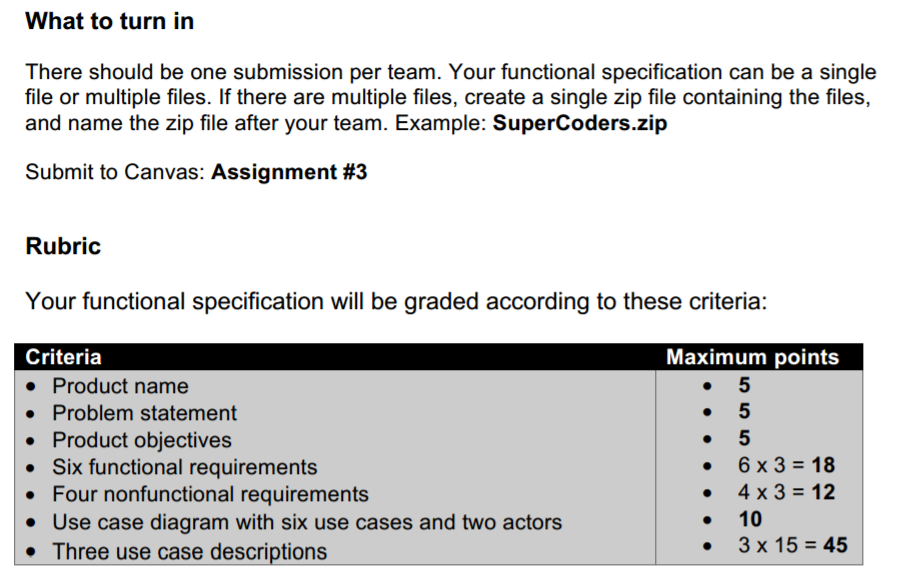 What to turn in
There should be one submission per team. Your functional specification can be a single
file or multiple files. If there are multiple files, create a single zip file containing the files,
and name the zip file after your team. Example: SuperCoders.zip
Submit to Canvas: Assignment #3
Rubric
Your functional specification will be graded according to these criteria:
Criteria Maximum points
• Product name • 5
• Problem statement • 5
• Product objectives • 5
• Six functional requirements • 6 x 3 = 18
• Four nonfunctional requirements • 4 x 3 = 12
• Use case diagram with six use cases and two actors • 10
• Three use case descriptions • 3 x 15 = 45